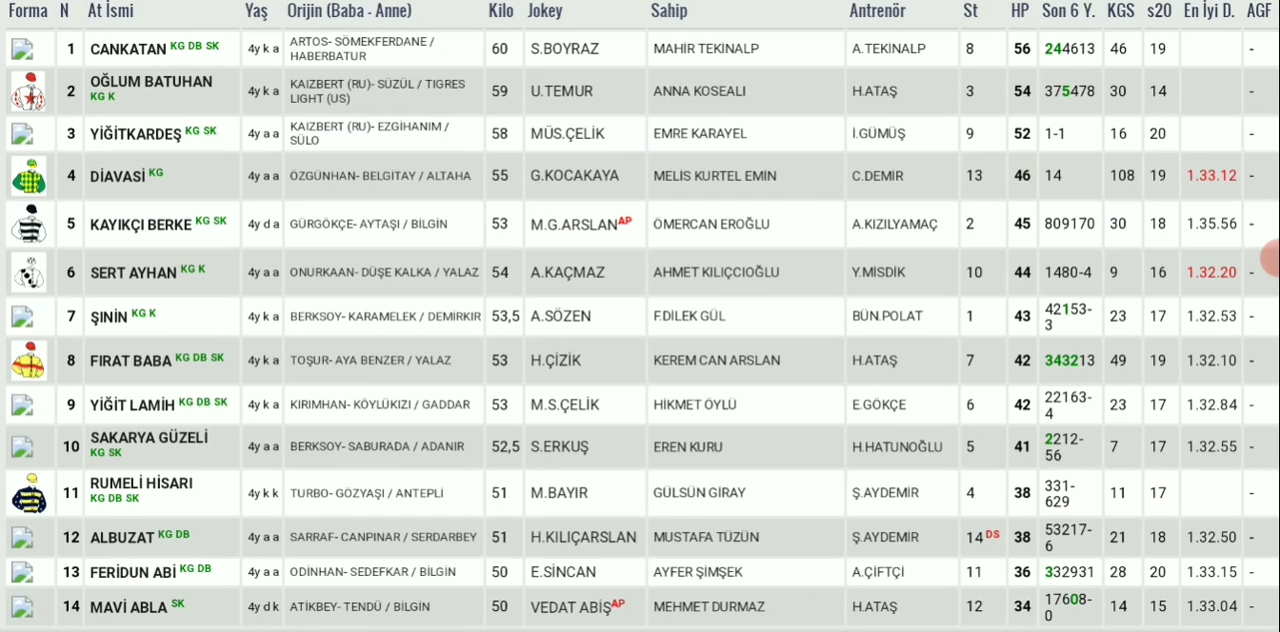 Forma N At İsmi Yaş Orijin (Baba - Anne) Kilo Jokey Sahip Antrenör St HP Son 6 Y. KGS s20 En İyi D. AGF
1 CANKATAN KG DB SK 4y k a ARTOS- SÖMEKFERDANE / HABERBATUR 60 S.BOYRAZ MAHİR TEKİNALP A.TEKİNALP 8 56 244613 46 19 -
2 OĞLUM BATUHAN KG K 4y k a KAIZBERT (RU)- SÜZÜL / TIGRES LIGHT (US) 59 U.TEMUR ANNA KOSEALI H.ATAŞ 3 54 375478 30 14 -
3 YİĞİTKARDEŞ KG SK 4y a a KAIZBERT (RU)- EZGİHANIM / SÜLO 58 MÜS.ÇELİK EMRE KARAYEL İ.GÜMÜŞ 9 52 1-1 16 20 -
4 DİAVASİ KG 4y a a ÖZGÜNHAN- BELGITAY / ALTAHA 55 G.KOCAKAYA MELİS KURTEL EMİN C.DEMİR 13 46 14 108 19 1.33.12 -
5 KAYIKÇI BERKE KG SK 4y d a GÜRGÖKÇE- AYTAŞI / BİLGİN 53 M.G.ARSLAN AP ÖMERCAN EROĞLU A.KIZILYAMAÇ 2 45 809170 30 18 1.35.56 -
6 SERT AYHAN KG K 4y a a ONURKAAN- DÜŞE KALKA / YALAZ 54 A.KAÇMAZ AHMET KILIÇCIOĞLU Y.MİSDİK 10 44 1480-4 9 16 1.32.20 -
7 ŞINİN KG K 4y k a BERKSOY- KARAMELEK / DEMİRKIR 53,5 A.SÖZEN F.DİLEK GÜL BÜN.POLAT 1 43 42153-3 23 17 1.32.53 -
8 FIRAT BABA KG DB SK 4y k a TOŞUR- AYA BENZER / YALAZ 53 H.ÇİZİK KEREM CAN ARSLAN H.ATAŞ 7 42 343213 49 19 1.32.10 -
9 YİĞİT LAMİH KG DB SK 4y k a KIRIMHAN- KÖYLÜKIZI / GADDAR 53 M.S.ÇELİK HİKMET ÖYLÜ E.GÖKÇE 6 42 22163-4 23 17 1.32.84 -
10 SAKARYA GÜZELİ KG SK 4y a a BERKSOY- SABURADA / ADANIR 52,5 S.ERKUŞ EREN KURU H.HATUNOĞLU 5 41 2212-56 7 17 1.32.55 -
11 RUMELİ HİSARI KG DB SK 4y k k TURBO- GÖZYAŞI / ANTEPLİ 51 M.BAYIR GÜLSÜN GİRAY Ş.AYDEMİR 4 38 331-629 11 17 -
12 ALBUZAT KG DB 4y a a SARRAF- CANPINAR / SERDARBEY 51 H.KILIÇARSLAN MUSTAFA TÜZÜN Ş.AYDEMİR 14 DS 38 53217-6 21 18 1.32.50 -
13 FERİDUN ABİ KG DB 4y a a ODİNHAN- SEDEFKAR / BİLGİN 50 E.SİNCAN AYFER ŞİMŞEK A.ÇİFTÇİ 11 36 332931 28 20 1.33.15 -
14 MAVİ ABLA SK 4y d k ATİKBEY- TENDÜ / BİLGİN 50 VEDAT ABİŞ AP MEHMET DURMAZ H.ATAŞ 12 34 17608-0 14 15 1.33.04 -